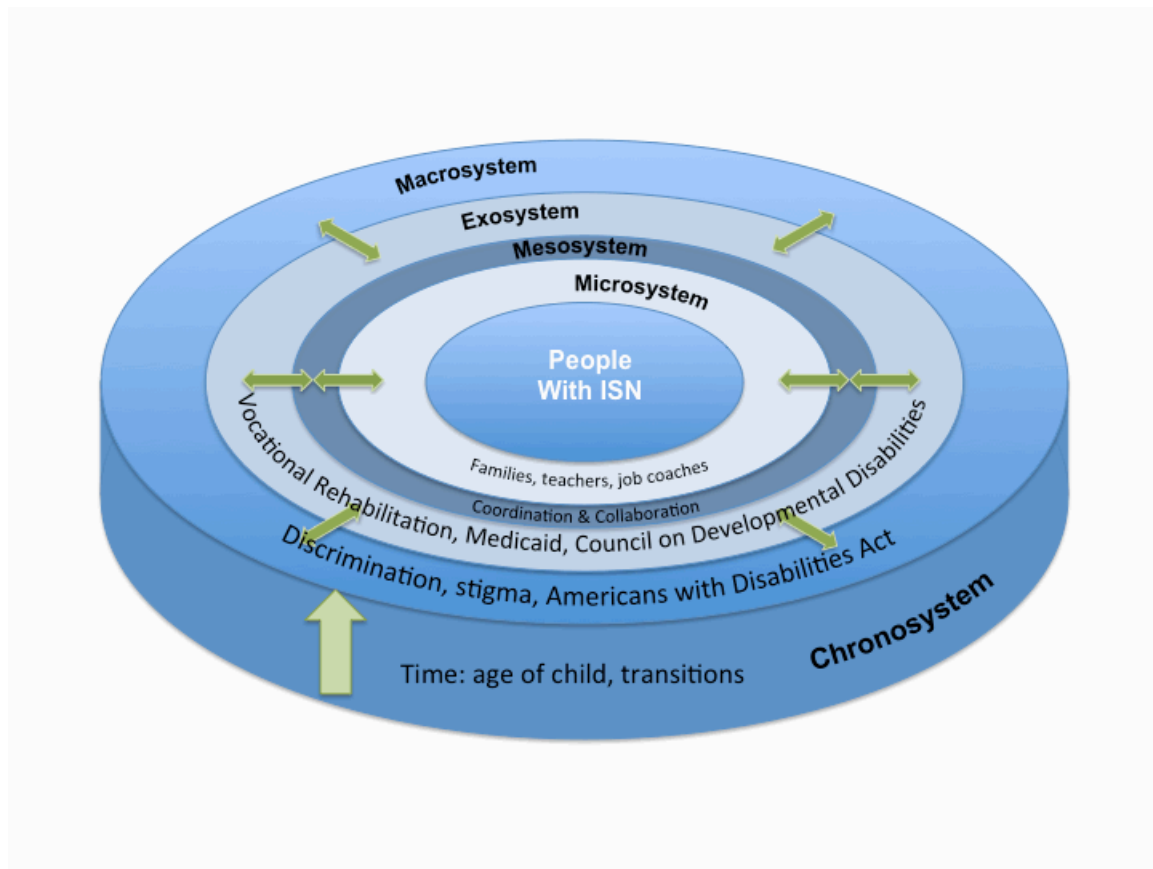 Macrosystem
Exosystem
Mesosystem
Microsystem
People
With ISN
Families, teachers, job coaches
Coordination & Collaboration
Vocational Rehabilitation, Medicaid, Council on Developmental Disabilities
Discrimination, stigma, Americans with Disabilities Act
Chronosystem
Time: age of child, transitions